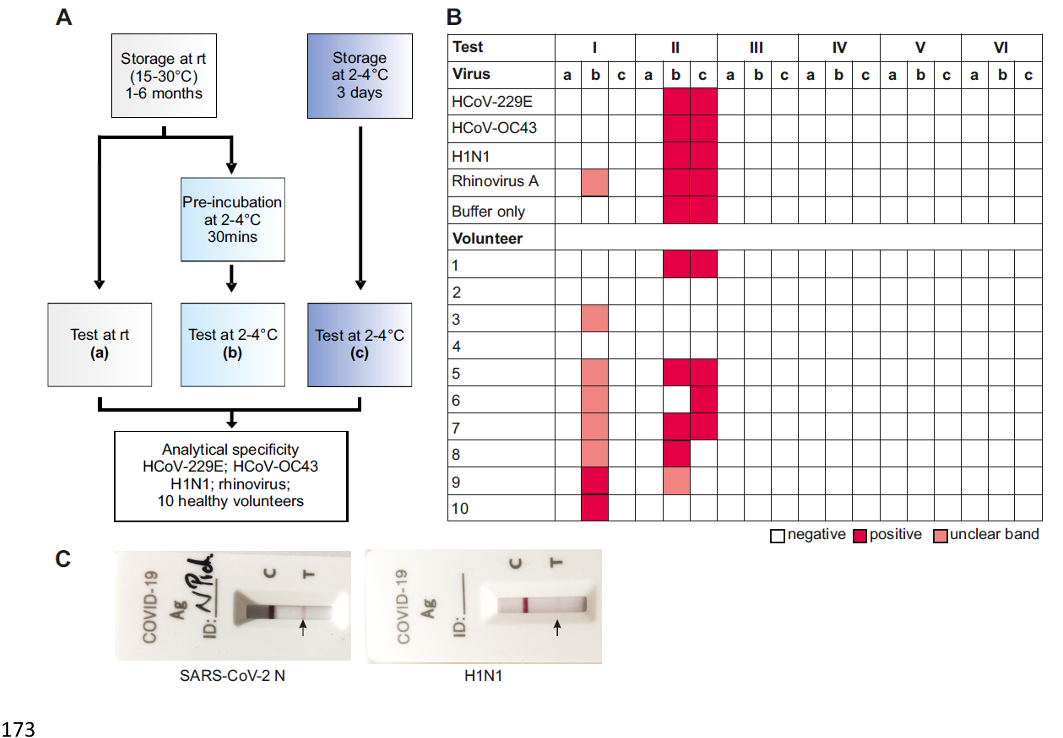 A
Storage at rt
(15-30°C)
1-6 months
Storage
at 2-4°C
3 days
Pre-incubation
at 2-4°C
30mins
Test at rt
(a)
Test at 2-4°C
(b)
Test at 2-4°C
(c)
Analytical specificity
HCoV-229E; HCoV-OC43
H1N1; rhinovirus;
10 healthy volunteers
B
Test I II III IV V VI
Virus a b c a b c a b c a b c a b c a b c
HCoV-229E
HCoV-OC43
H1N1
Rhinovirus A
Buffer only
Volunteer
1
2
3
4
5
6
7
8
9
10
negative positive unclear band
C
COVID-19
Ag
ID:
C T
SARS-CoV-2 N
COVID-19
Ag
ID:
C T
H1N1
173